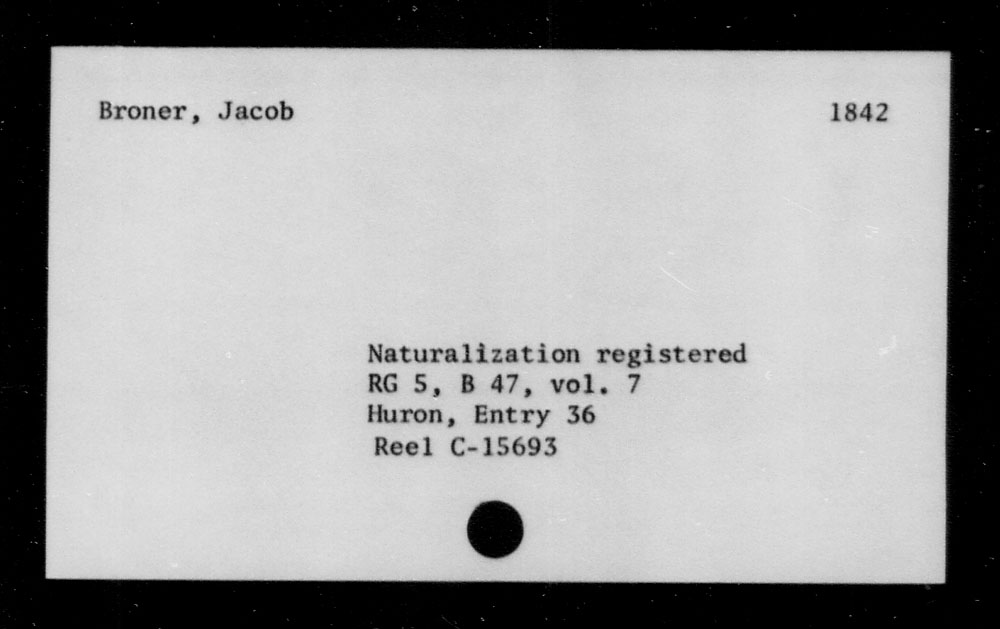 Broner, Jacob 1842
Naturalization registered
RG 5, B 47, vol. 7
Huron, Entry 36
Reel C-15693